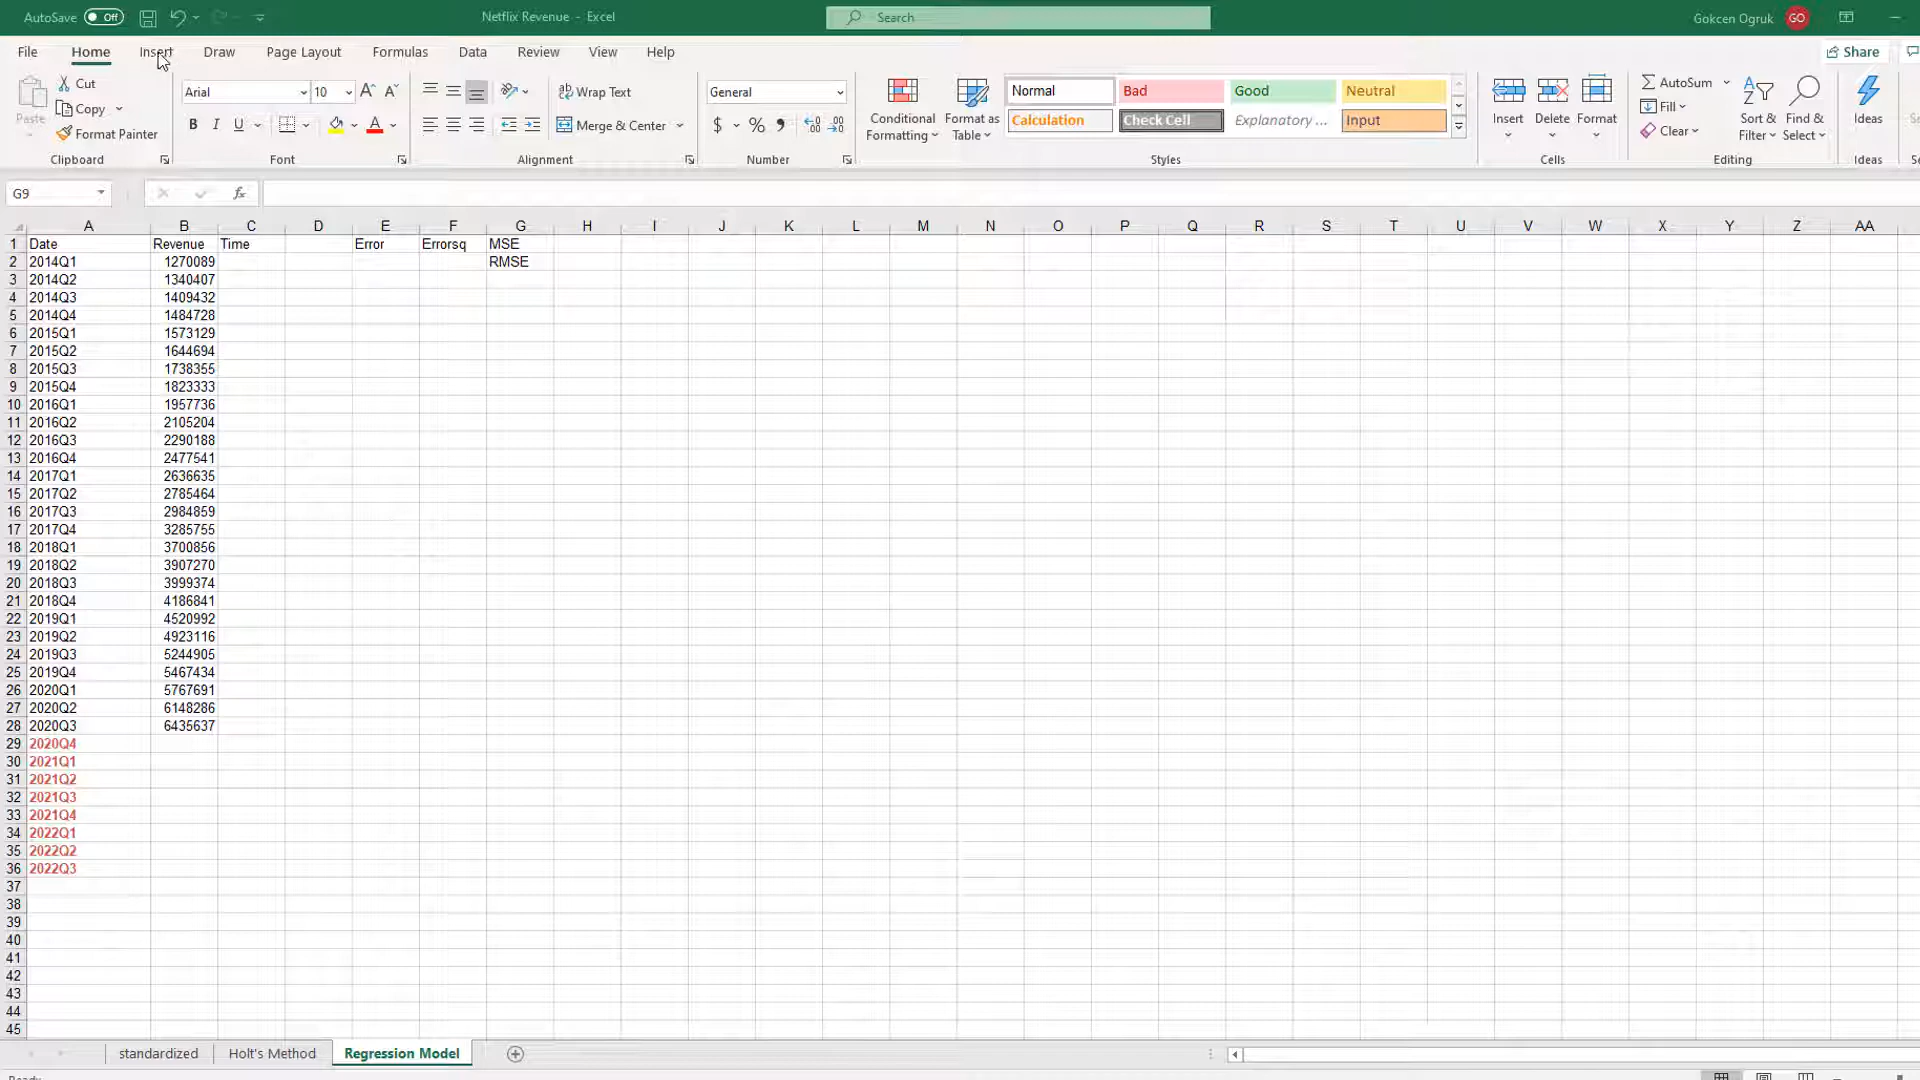 AutoSave Off Netflix Revenue - Excel Search Gokcen Ogruk GO
File Home Insert Draw Page Layout Formulas Data Review View Help Share
Paste Cut Copy Format Painter Clipboard
Arial 10 A A B I U A Font
Wrap Text Merge & Center Alignment
General $ % , Number
Conditional Formatting Format as Table Normal Bad Good Neutral Calculation Check Cell Explanatory ... Input Styles
Insert Delete Format Cells
AutoSum Fill Clear Sort & Filter Find & Select Editing
Ideas Ideas
G9 fx
A B C D E F G H I J K L M N O P Q R S T U V W X Y Z AA
1 Date Revenue Time Error Errorsq MSE
2 2014Q1 1270089 RMSE
3 2014Q2 1340407
4 2014Q3 1409432
5 2014Q4 1484728
6 2015Q1 1573129
7 2015Q2 1644694
8 2015Q3 1738355
9 2015Q4 1823333
10 2016Q1 1957736
11 2016Q2 2105204
12 2016Q3 2290188
13 2016Q4 2477541
14 2017Q1 2636635
15 2017Q2 2785464
16 2017Q3 2984859
17 2017Q4 3285755
18 2018Q1 3700856
19 2018Q2 3907270
20 2018Q3 3999374
21 2018Q4 4186841
22 2019Q1 4520992
23 2019Q2 4923116
24 2019Q3 5244905
25 2019Q4 5467434
26 2020Q1 5767691
27 2020Q2 6148286
28 2020Q3 6435637
29 2020Q4
30 2021Q1
31 2021Q2
32 2021Q3
33 2021Q4
34 2022Q1
35 2022Q2
36 2022Q3
37
38
39
40
41
42
43
44
45
standardized Holt's Method Regression Model